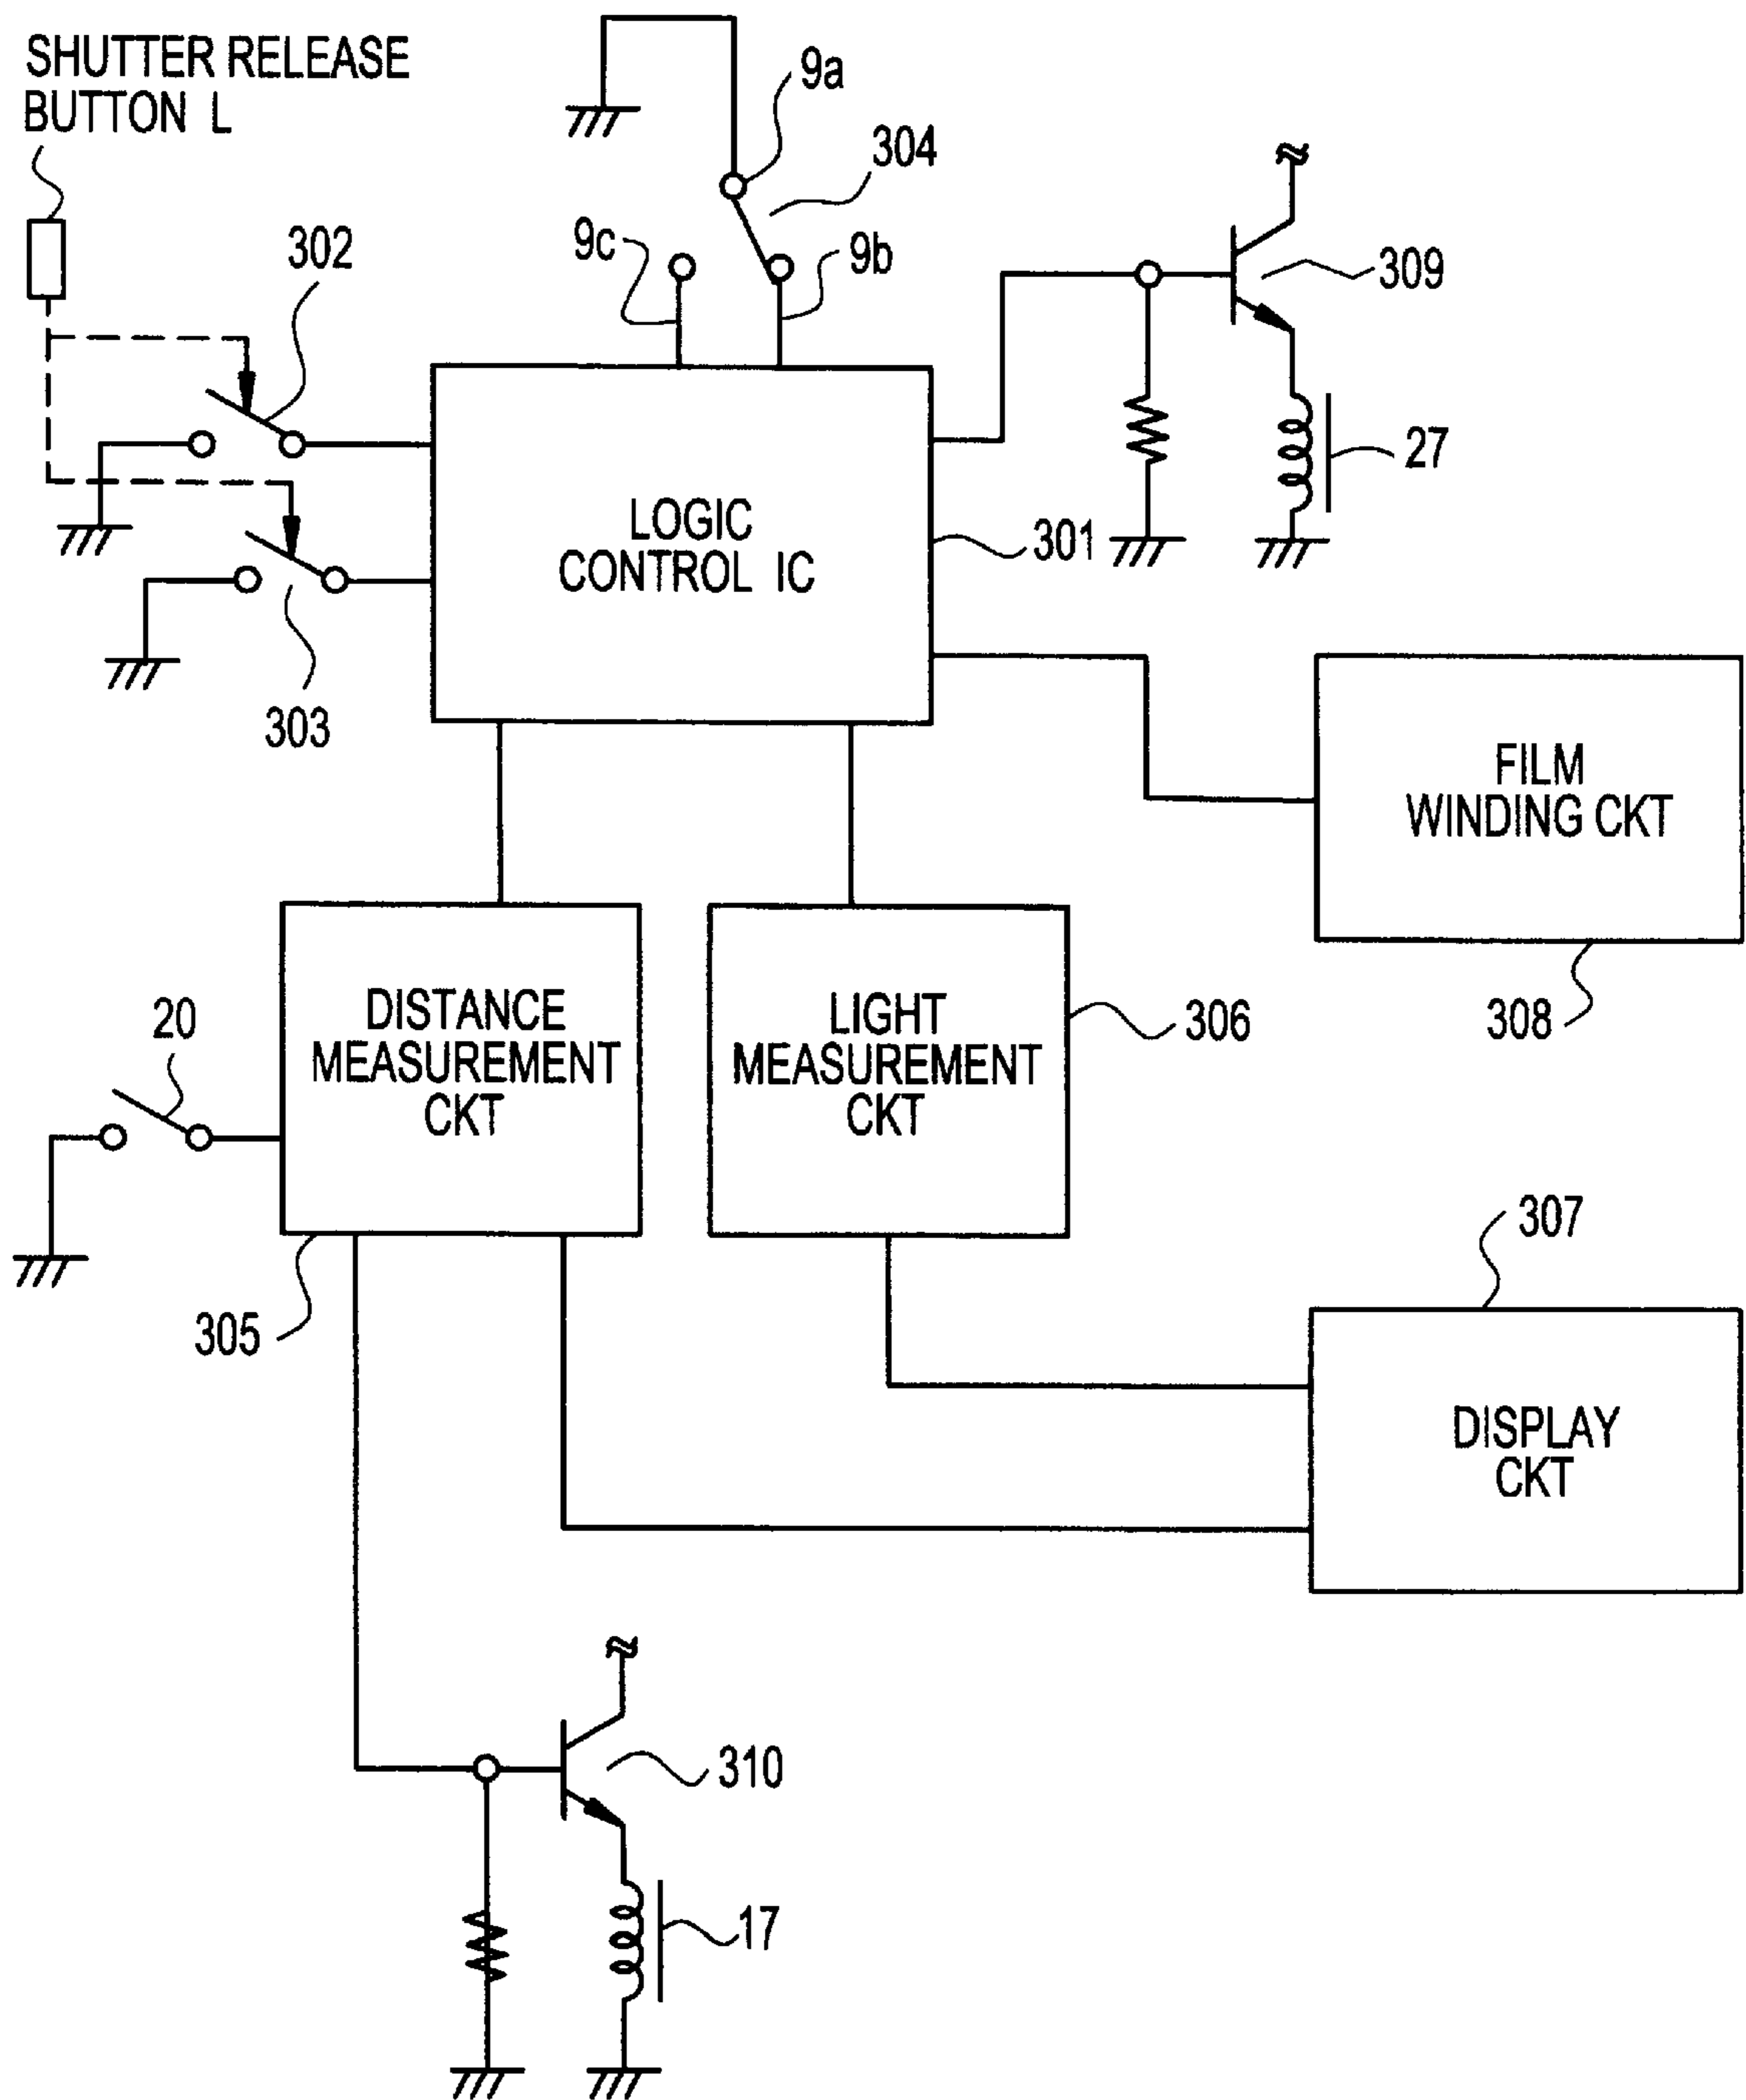 SHUTTER RELEASE
BUTTON L
9a
304
302
9c
9b
309
27
LOGIC
CONTROL IC
301
303
FILM
WINDING CKT
308
20
DISTANCE
MEASUREMENT
CKT
LIGHT
MEASUREMENT
CKT
306
305
307
DISPLAY
CKT
310
17